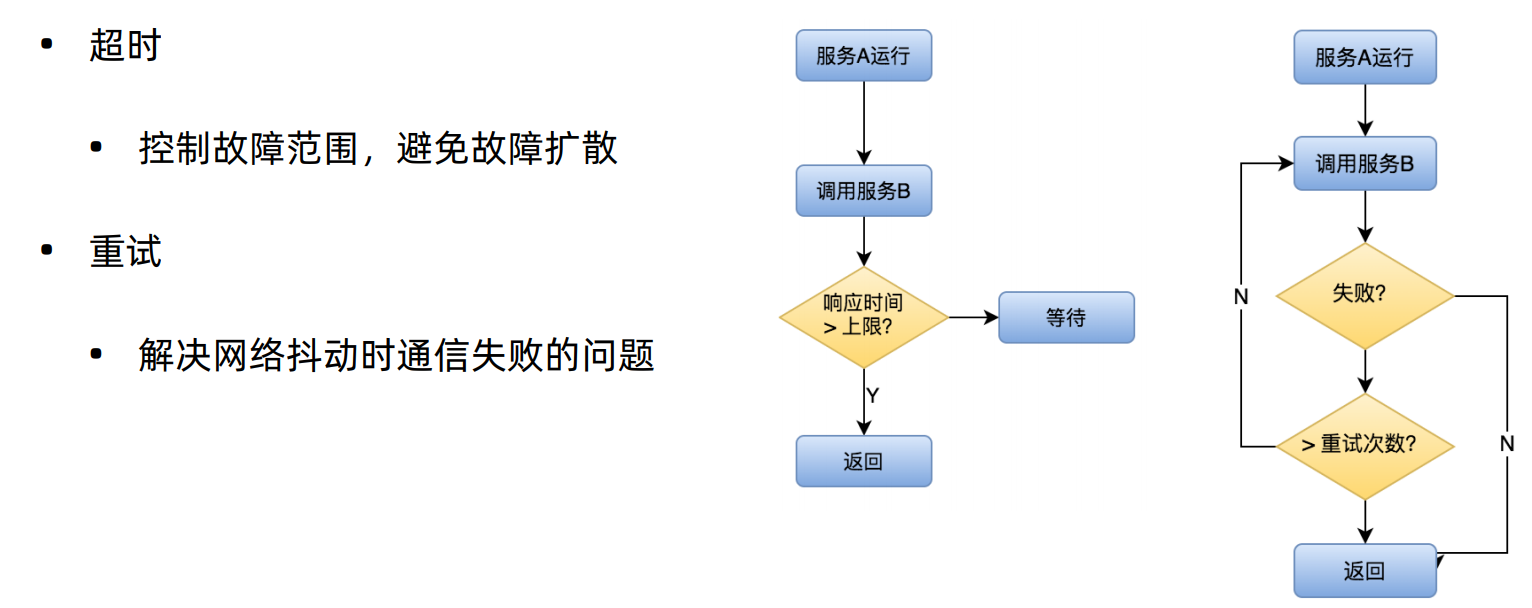 • 超时
• 控制故障范围，避免故障扩散
• 重试
• 解决网络抖动时通信失败的问题
服务A运行
调用服务B
响应时间
> 上限?
等待
Y
返回
服务A运行
调用服务B
失败?
N
> 重试次数?
N
返回